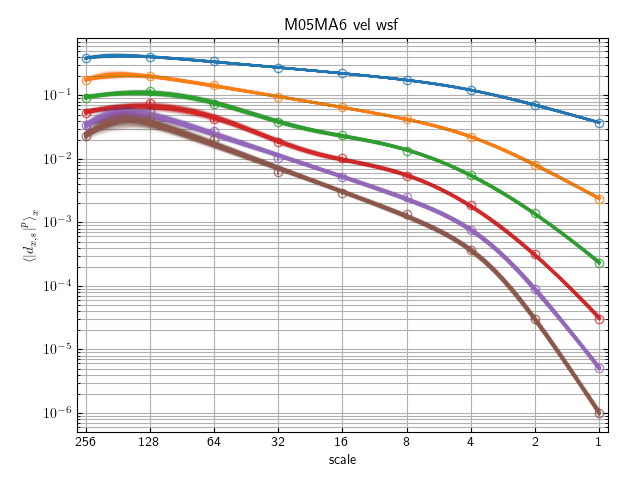 M05MA6 vel wsf
⟨|d_{x,s}|^p⟩_x
10^{-1}
10^{-2}
10^{-3}
10^{-4}
10^{-5}
10^{-6}
256 128 64 32 16 8 4 2 1
scale